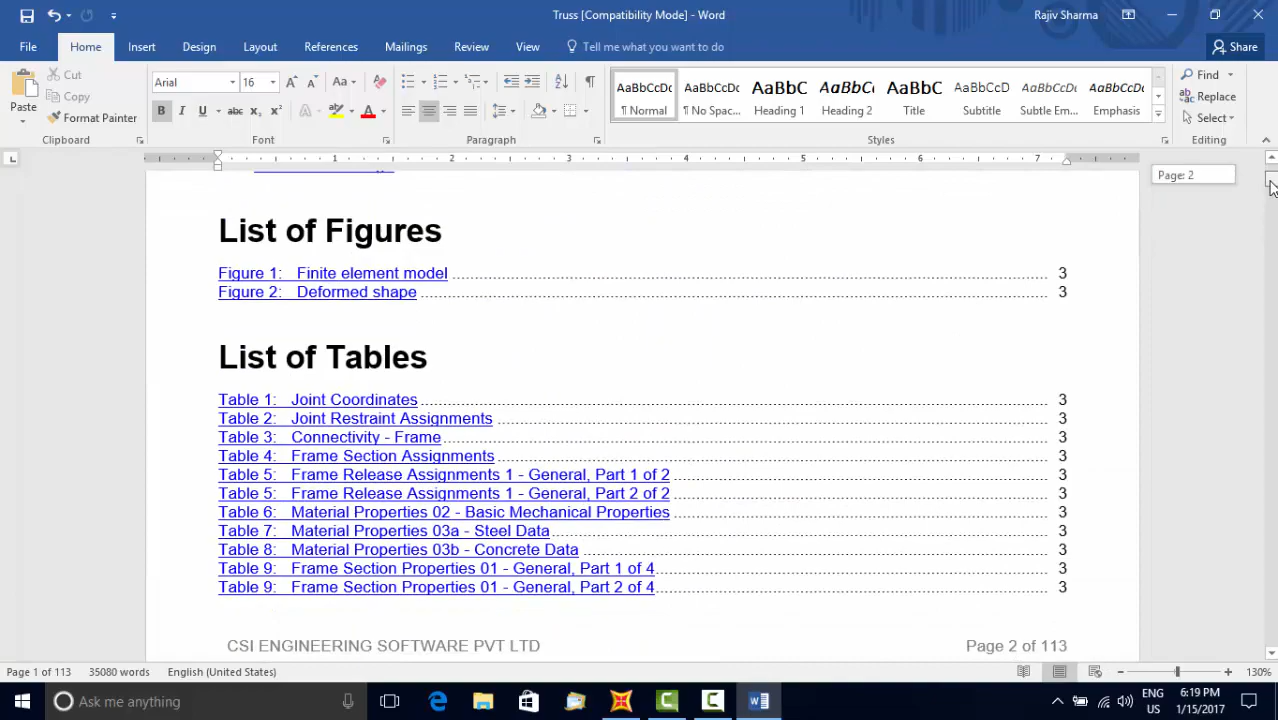 Truss [Compatibility Mode] - Word
Rajiv Sharma
File Home Insert Design Layout References Mailings Review View Tell me what you want to do Share
Cut
Copy
Paste
Format Painter
Clipboard
Arial 16
Font
Paragraph
AaBbCcDc AaBbCcDc AaBbC AaBbCc AaBbC AaBbCcD AaBbCcDc AaBbCcDc
¶ Normal ¶ No Spac... Heading 1 Heading 2 Title Subtitle Subtle Em... Emphasis
Styles
Find
Replace
Select
Editing
1 2 3 4 5 6 7
Page: 2
List of Figures
Figure 1: Finite element model 3
Figure 2: Deformed shape 3
List of Tables
Table 1: Joint Coordinates 3
Table 2: Joint Restraint Assignments 3
Table 3: Connectivity - Frame 3
Table 4: Frame Section Assignments 3
Table 5: Frame Release Assignments 1 - General, Part 1 of 2 3
Table 5: Frame Release Assignments 1 - General, Part 2 of 2 3
Table 6: Material Properties 02 - Basic Mechanical Properties 3
Table 7: Material Properties 03a - Steel Data 3
Table 8: Material Properties 03b - Concrete Data 3
Table 9: Frame Section Properties 01 - General, Part 1 of 4 3
Table 9: Frame Section Properties 01 - General, Part 2 of 4 3
CSI ENGINEERING SOFTWARE PVT LTD Page 2 of 113
Page 1 of 113 35080 words English (United States) 130%
Ask me anything
ENG
US
6:19 PM
1/15/2017